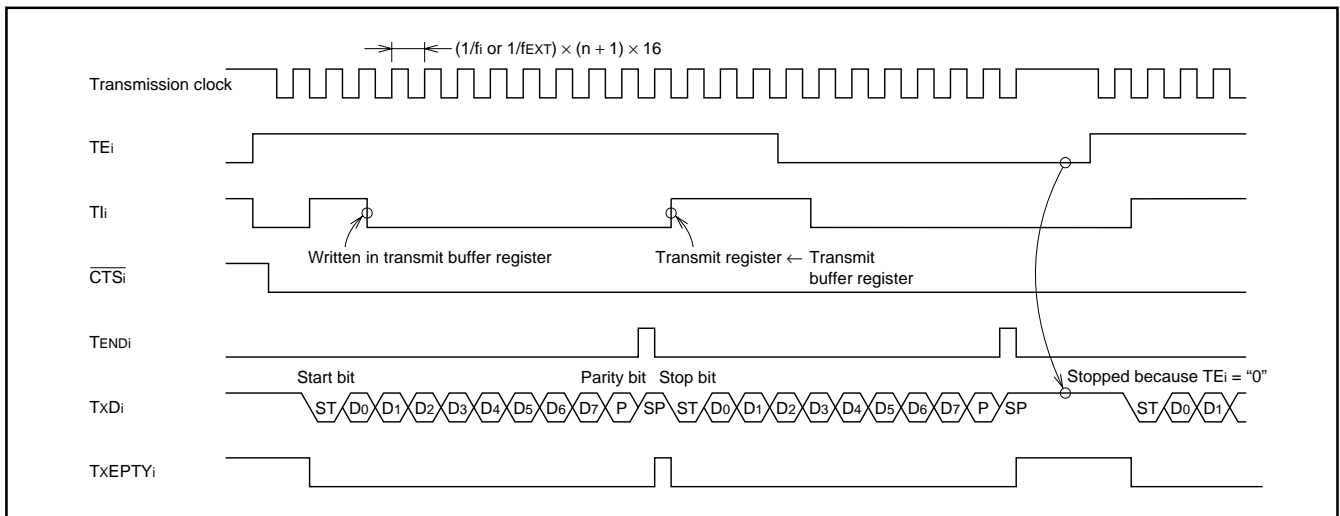 (1/fi or 1/fEXT) × (n + 1) × 16
Transmission clock
TEi
TIi
Written in transmit buffer register
Transmit register ← Transmit
buffer register
CTSi
TENDi
Start bit
Parity bit
Stop bit
Stopped because TEi = “0”
TxDi
ST D0 D1 D2 D3 D4 D5 D6 D7 P SP ST D0 D1 D2 D3 D4 D5 D6 D7 P SP ST D0 D1
TxEPTYi